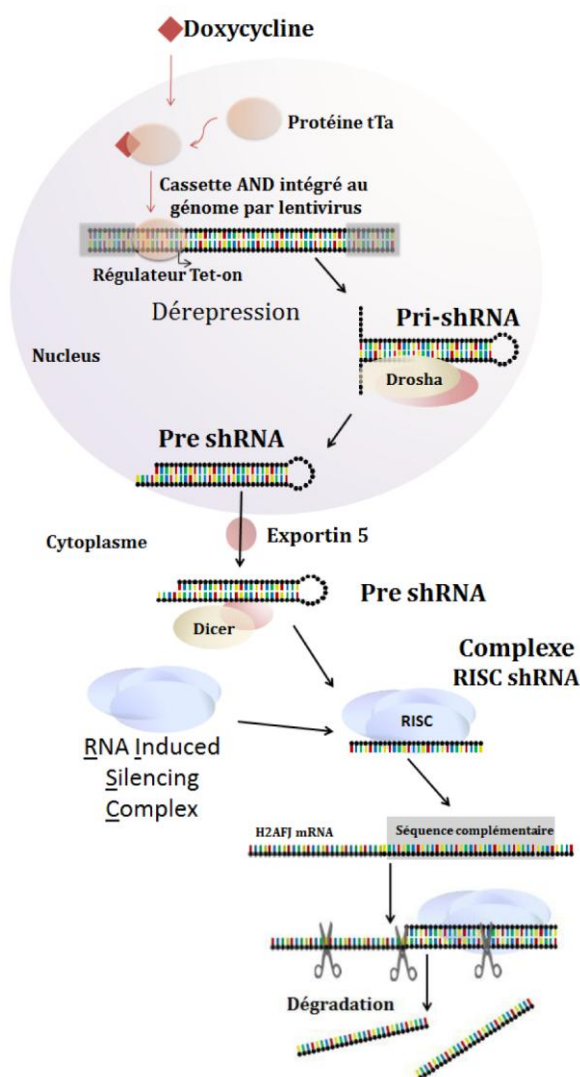 Doxycycline
Protéine tTa
Cassette AND intégré au
génome par lentivirus
Régulateur Tet-on
Dérepression
Pri-shRNA
Nucleus
Drosha
Pre shRNA
Exportin 5
Cytoplasme
Pre shRNA
Dicer
Complexe
RISC shRNA
RISC
RNA Induced
Silencing
Complex
H2AFJ mRNA
Séquence complémentaire
Dégradation